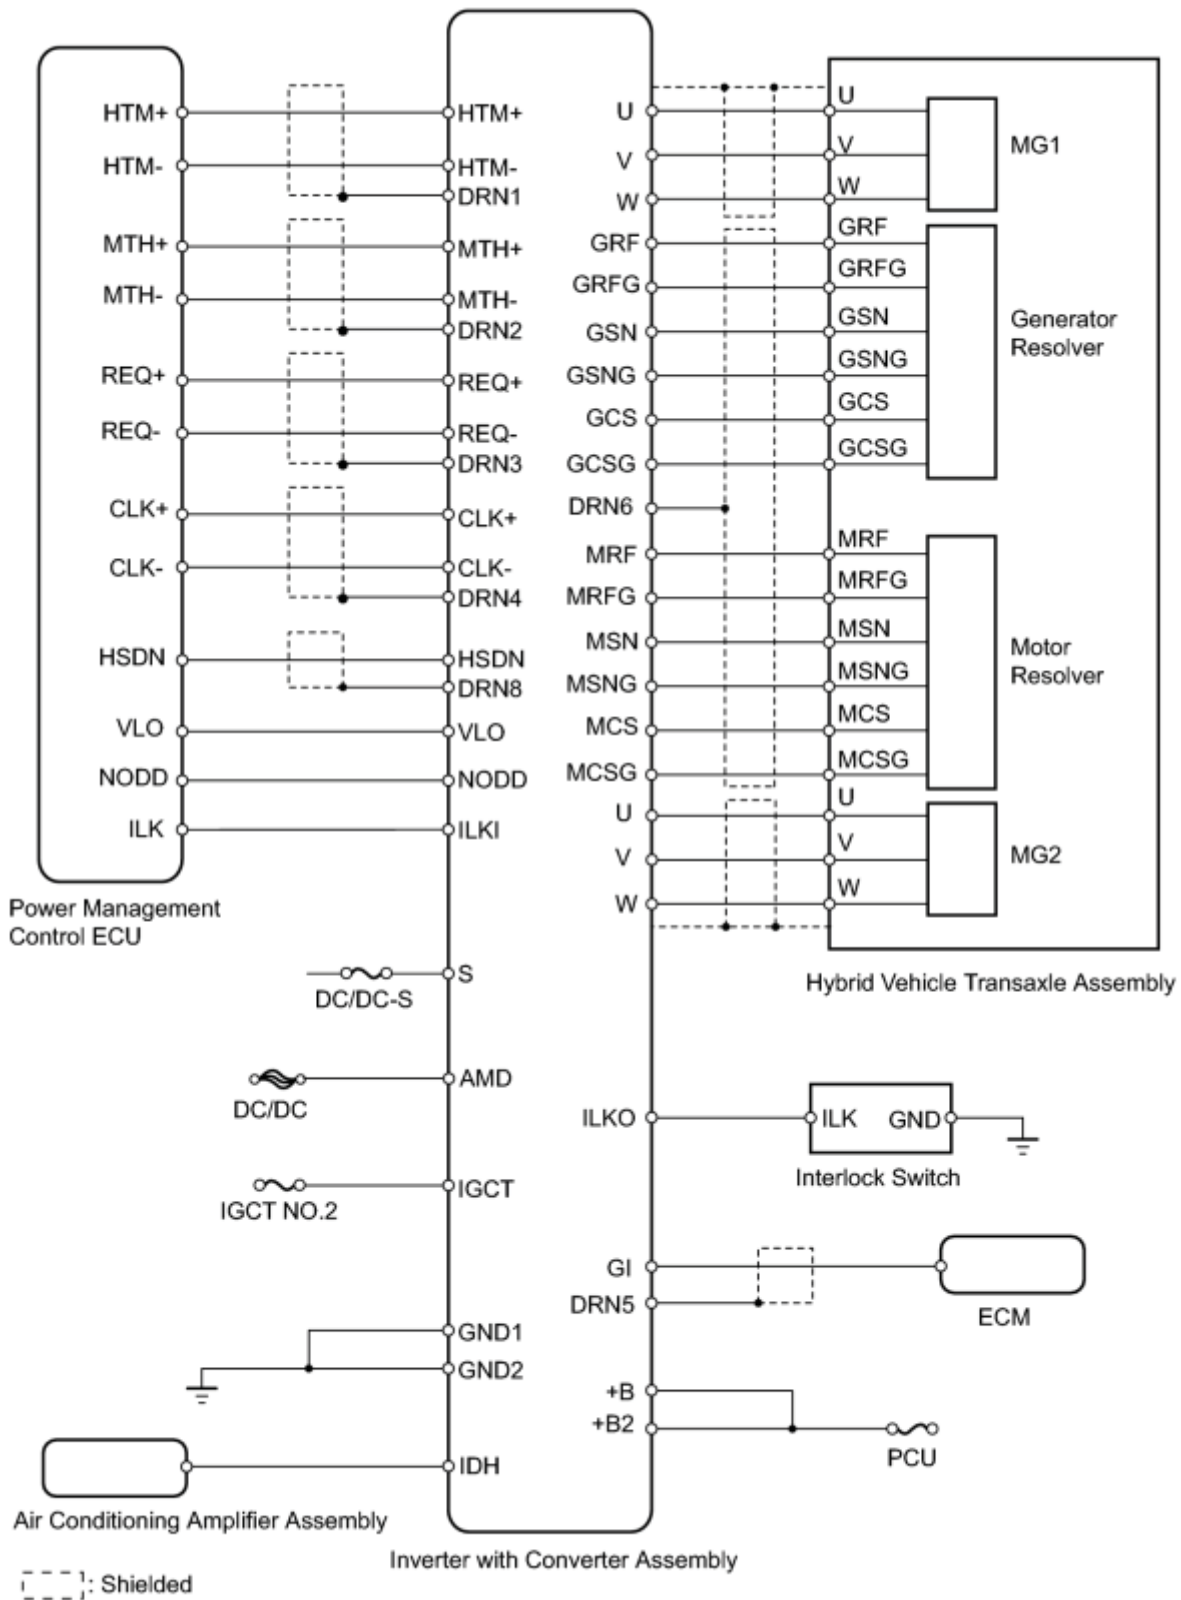 HTM+
HTM-
MTH+
MTH-
REQ+
REQ-
CLK+
CLK-
HSDN
VLO
NODD
ILK
Power Management
Control ECU
HTM+
HTM-
DRN1
MTH+
MTH-
DRN2
REQ+
REQ-
DRN3
CLK+
CLK-
DRN4
HSDN
DRN8
VLO
NODD
ILKI
S
DC/DC-S
AMD
DC/DC
IGCT
IGCT NO.2
GND1
GND2
IDH
Air Conditioning Amplifier Assembly
U
V
W
GRF
GRFG
GSN
GSNG
GCS
GCSG
DRN6
MRF
MRFG
MSN
MSNG
MCS
MCSG
U
V
W
ILKO
GI
DRN5
+B
+B2
Inverter with Converter Assembly
U
V
W
GRF
GRFG
GSN
GSNG
GCS
GCSG
MRF
MRFG
MSN
MSNG
MCS
MCSG
U
V
W
MG1
Generator
Resolver
Motor
Resolver
MG2
Hybrid Vehicle Transaxle Assembly
ILK GND
Interlock Switch
ECM
PCU
: Shielded